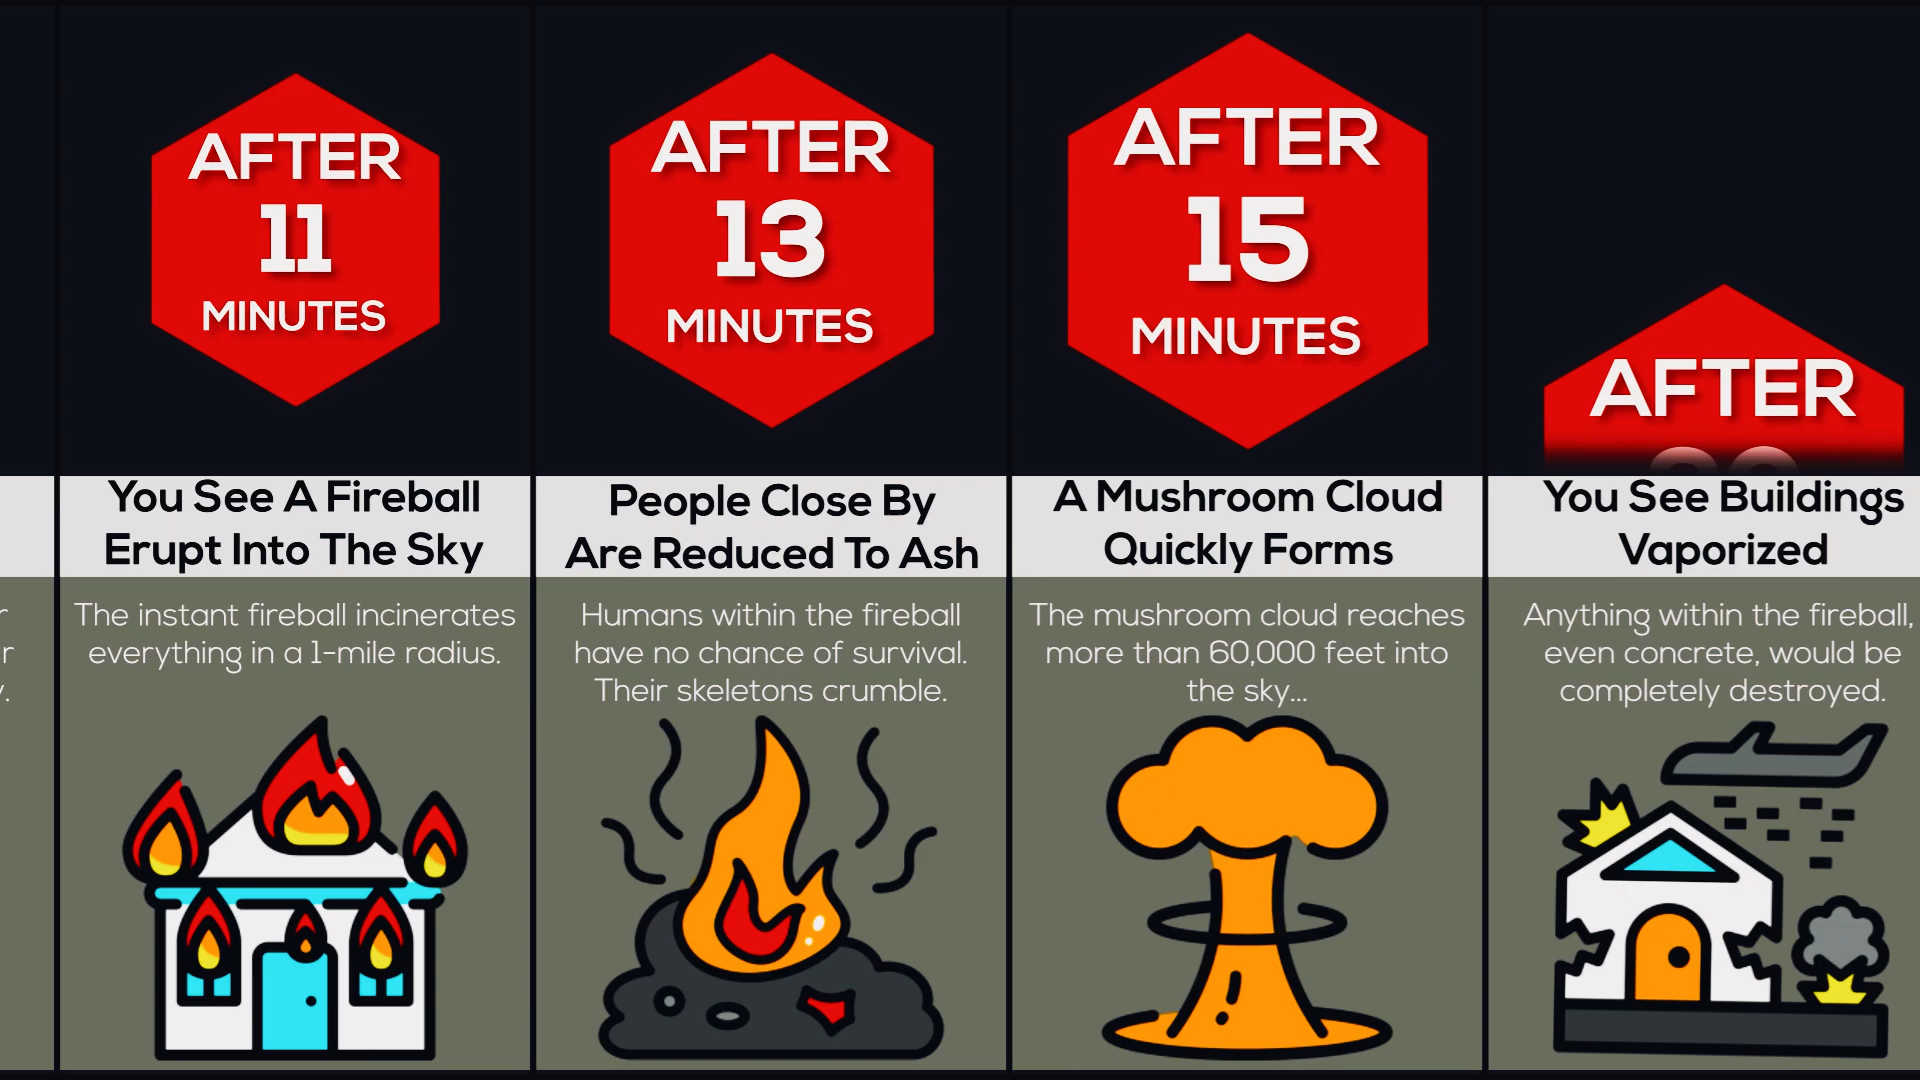 AFTER
11
MINUTES
You See A Fireball
Erupt Into The Sky
The instant fireball incinerates
everything in a 1-mile radius.
AFTER
13
MINUTES
People Close By
Are Reduced To Ash
Humans within the fireball
have no chance of survival.
Their skeletons crumble.
AFTER
15
MINUTES
A Mushroom Cloud
Quickly Forms
The mushroom cloud reaches
more than 60,000 feet into
the sky...
AFTER
You See Buildings
Vaporized
Anything within the fireball,
even concrete, would be
completely destroyed.